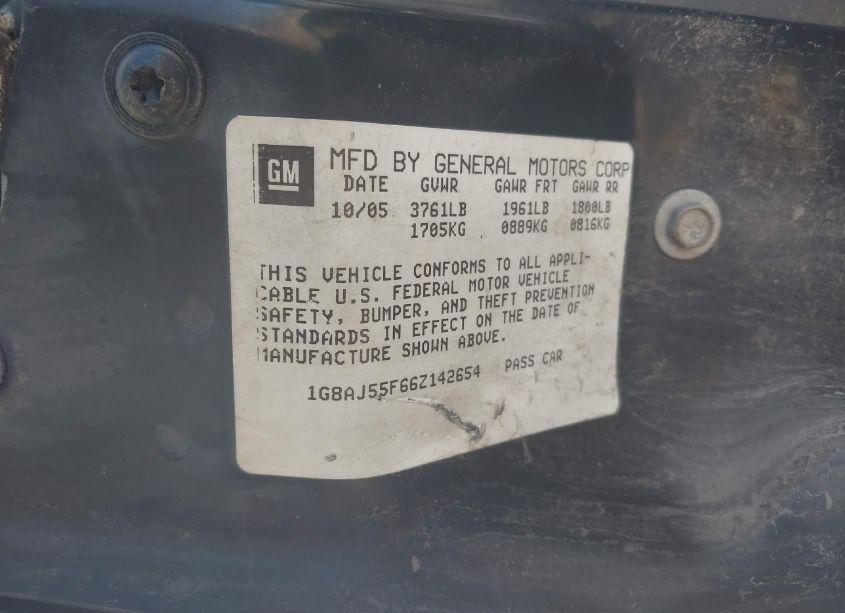 GM MFD BY GENERAL MOTORS CORP
DATE GVWR GAWR FRT GAWR RR
10/05 3761LB 1961LB 1800LB
1705KG 0889KG 0816KG
THIS VEHICLE CONFORMS TO ALL APPLI-
CABLE U.S. FEDERAL MOTOR VEHICLE
SAFETY, BUMPER, AND THEFT PREVENTION
STANDARDS IN EFFECT ON THE DATE OF
MANUFACTURE SHOWN ABOVE.
1G8AJ55F66Z142654 PASS CAR